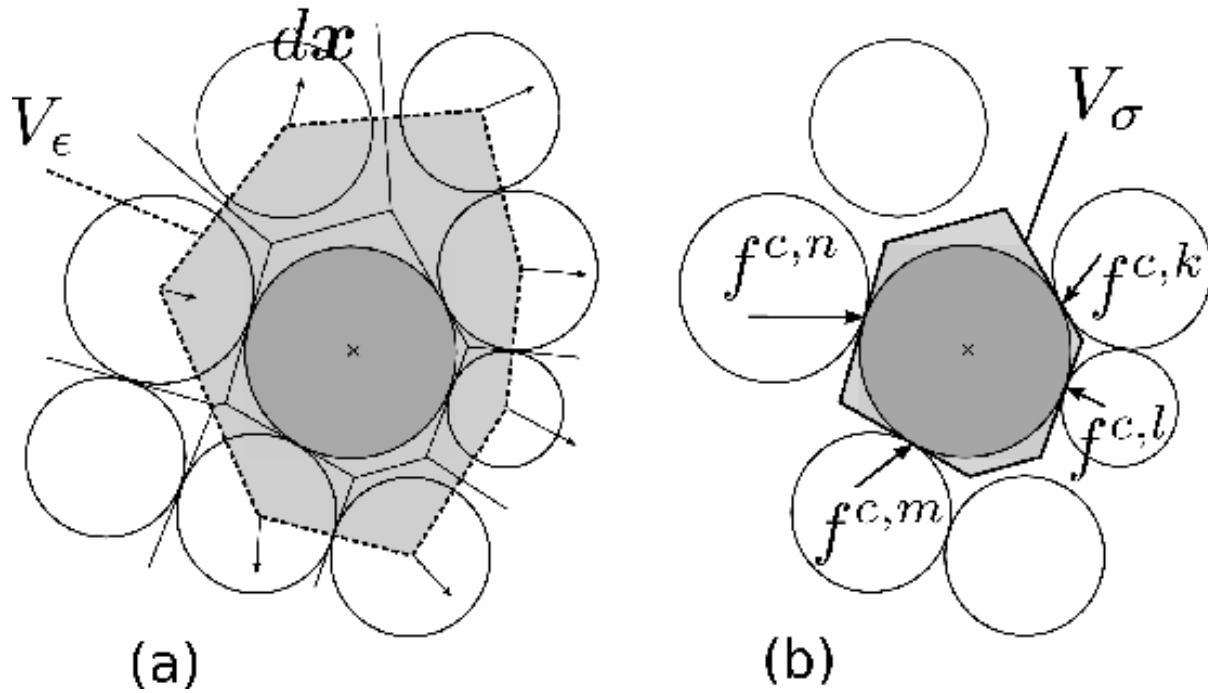 dx
V_ϵ
V_σ
f^{c,n}
f^{c,k}
f^{c,l}
f^{c,m}
(a)
(b)